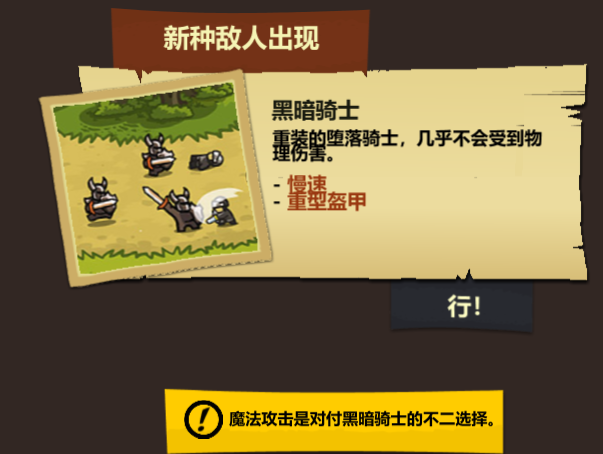 新种敌人出现
黑暗骑士
重装的堕落骑士，几乎不会受到物
理伤害。
- 慢速
- 重型盔甲
行！
魔法攻击是对付黑暗骑士的不二选择。